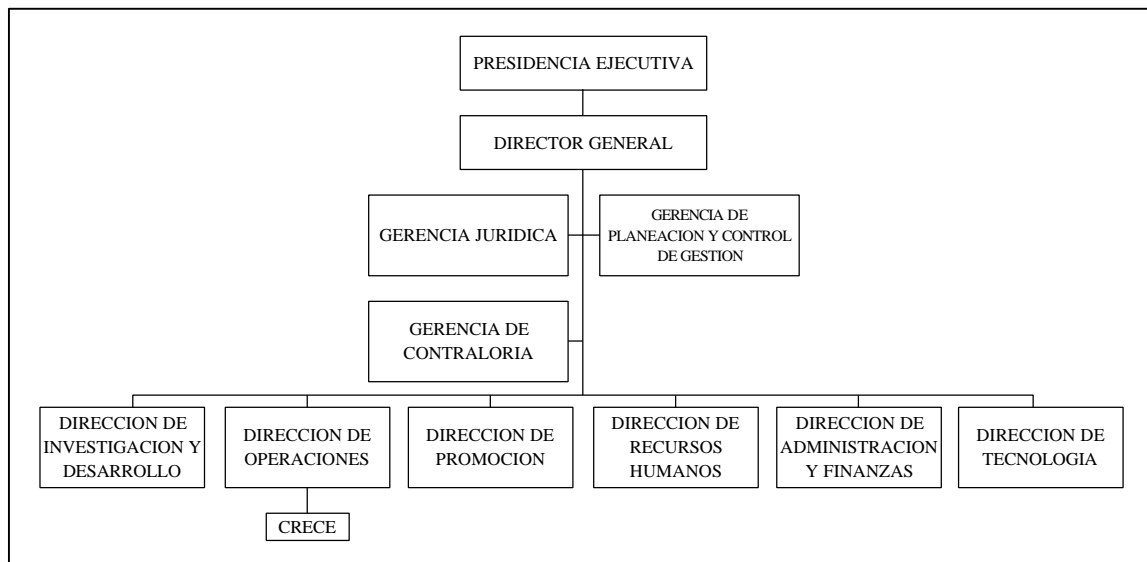 PRESIDENCIA EJECUTIVA
DIRECTOR GENERAL
GERENCIA JURIDICA
GERENCIA DE
PLANEACION Y CONTROL
DE GESTION
GERENCIA DE
CONTRALORIA
DIRECCION DE
INVESTIGACION Y
DESARROLLO
DIRECCION DE
OPERACIONES
DIRECCION DE
PROMOCION
DIRECCION DE
RECURSOS
HUMANOS
DIRECCION DE
ADMINISTRACION
Y FINANZAS
DIRECCION DE
TECNOLOGIA
CRECE